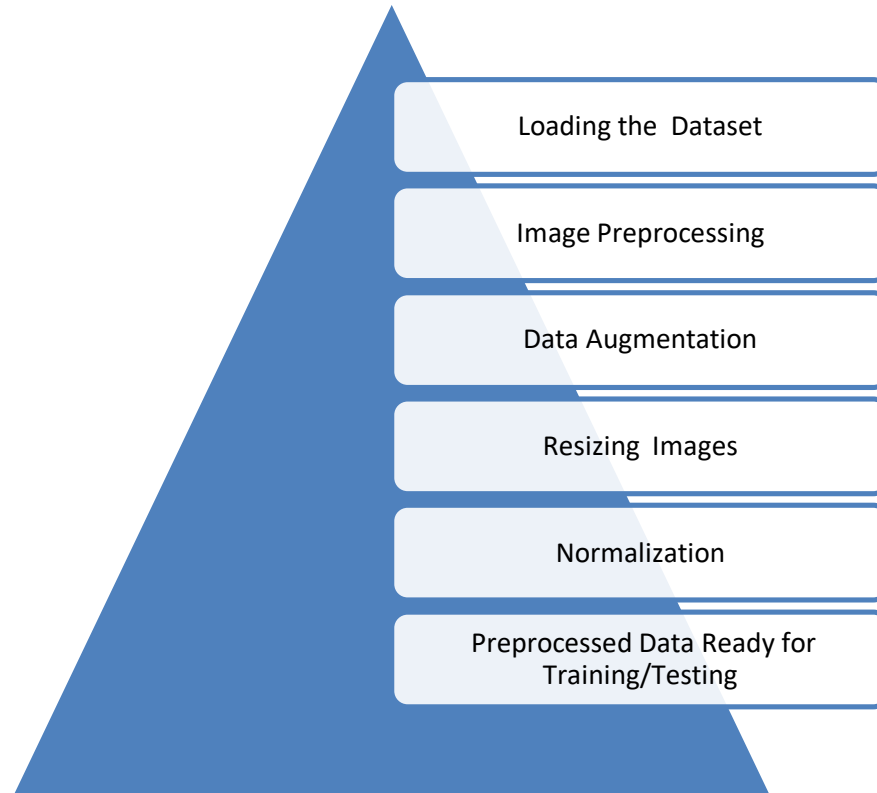 Loading the  Dataset
Image Preprocessing
Data Augmentation
Resizing  Images
Normalization
Preprocessed Data Ready for
Training/Testing